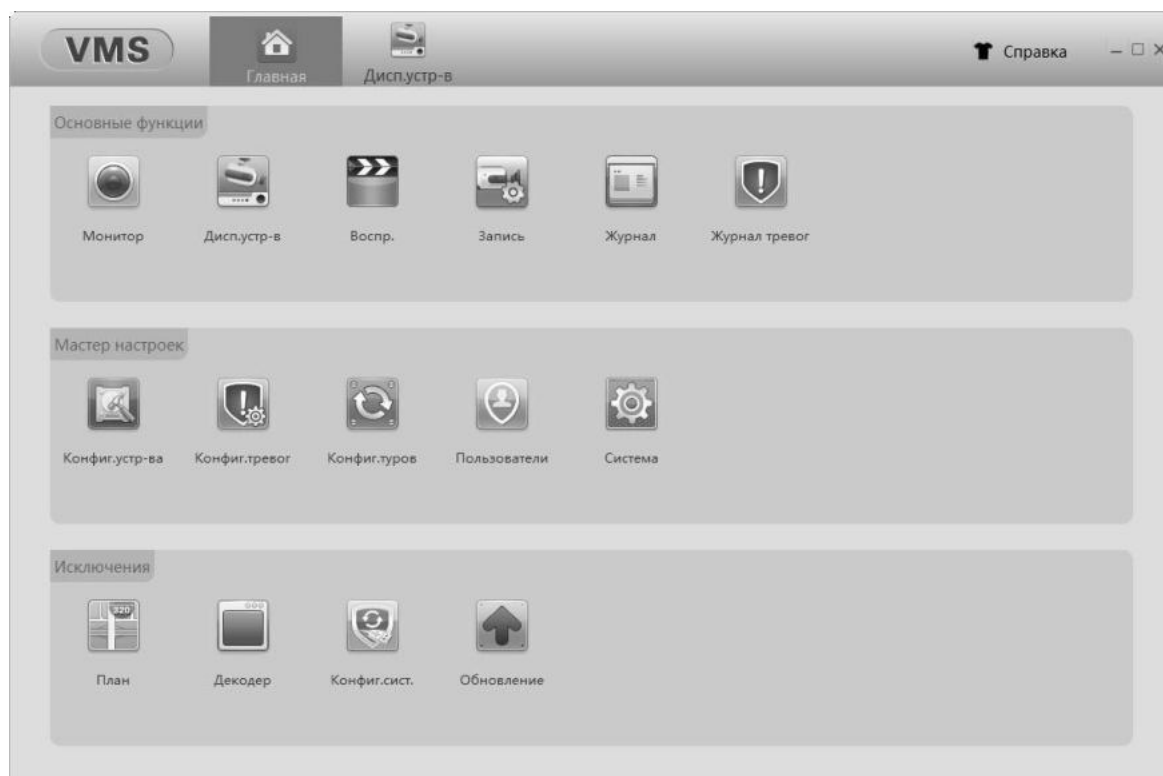 VMS
Главная
Дисп.устр-в
Справка
Основные функции
Монитор
Дисп.устр-в
Воспр.
Запись
Журнал
Журнал тревог
Мастер настроек
Конфиг.устр-ва
Конфиг.тревог
Конфиг.туров
Пользователи
Система
Исключения
320
План
Декодер
Конфиг.сист.
Обновление